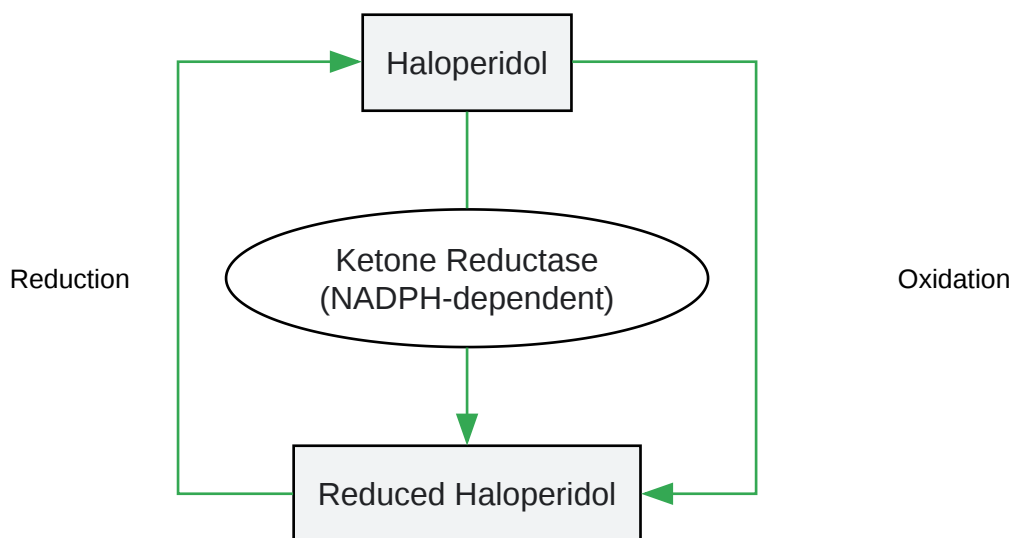 Haloperidol
Ketone Reductase
(NADPH-dependent)
Reduction
Oxidation
Reduced Haloperidol